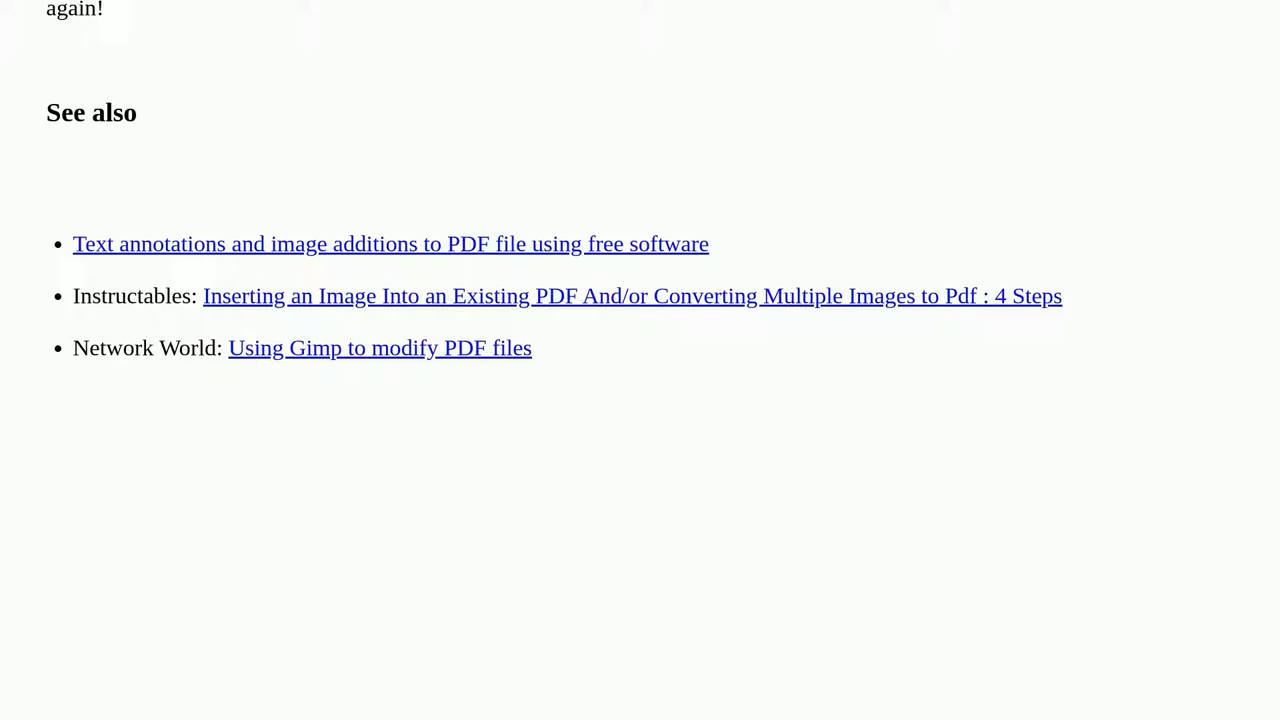 again!
See also
• Text annotations and image additions to PDF file using free software
• Instructables: Inserting an Image Into an Existing PDF And/or Converting Multiple Images to Pdf : 4 Steps
• Network World: Using Gimp to modify PDF files